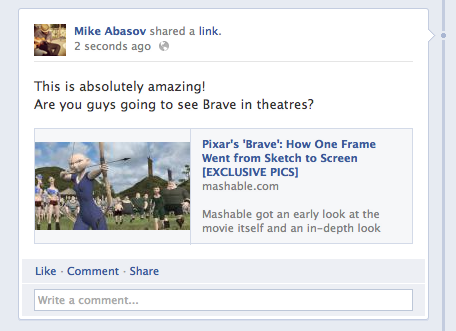 Mike Abasov shared a link.
2 seconds ago
This is absolutely amazing!
Are you guys going to see Brave in theatres?
Pixar's 'Brave': How One Frame
Went from Sketch to Screen
[EXCLUSIVE PICS]
mashable.com
Mashable got an early look at the
movie itself and an in-depth look
Like · Comment · Share
Write a comment...